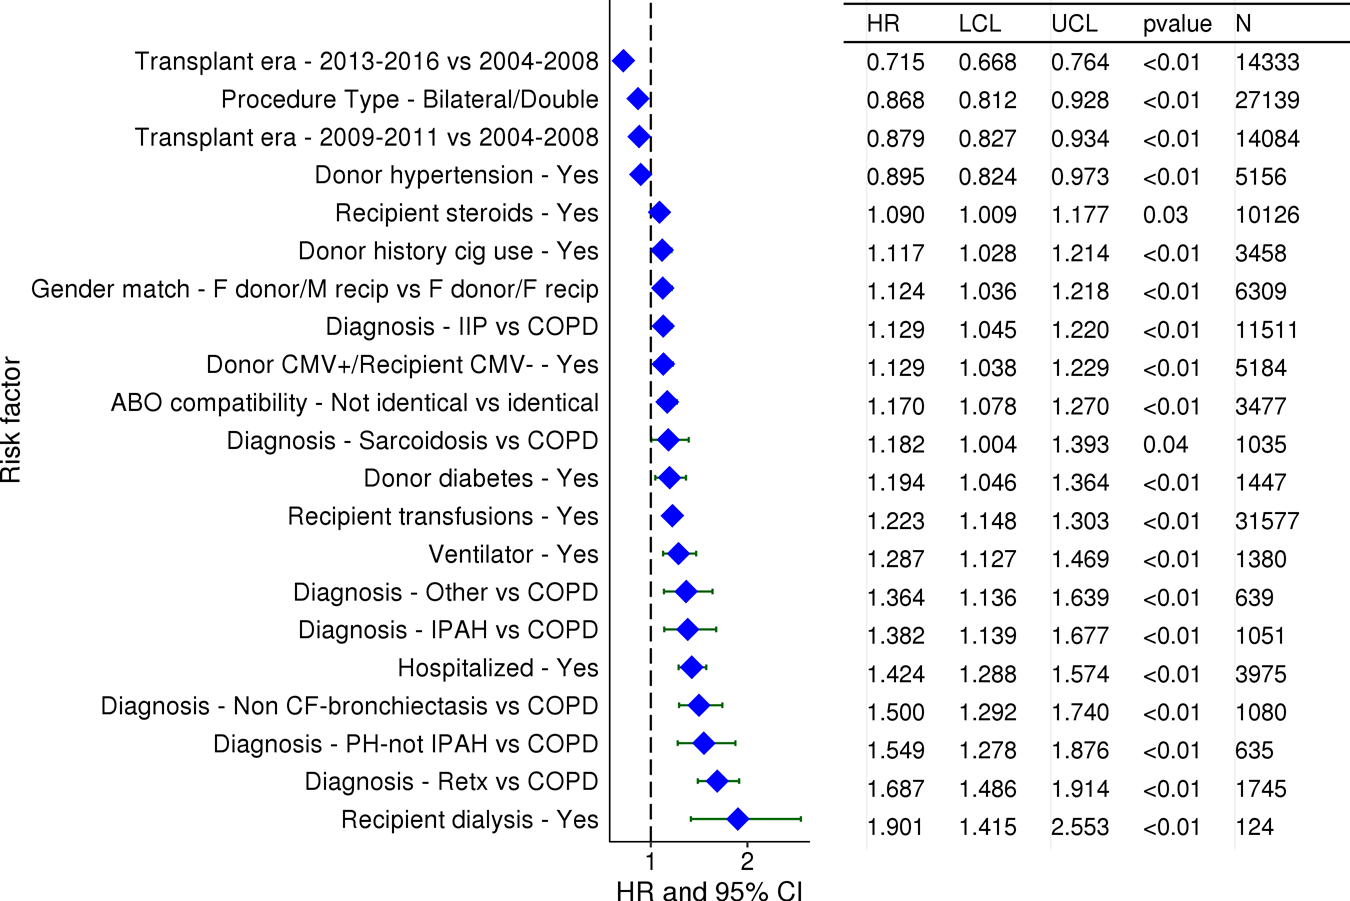 HR LCL UCL pvalue N
Transplant era - 2013-2016 vs 2004-2008 0.715 0.668 0.764 <0.01 14333
Procedure Type - Bilateral/Double 0.868 0.812 0.928 <0.01 27139
Transplant era - 2009-2011 vs 2004-2008 0.879 0.827 0.934 <0.01 14084
Donor hypertension - Yes 0.895 0.824 0.973 <0.01 5156
Recipient steroids - Yes 1.090 1.009 1.177 0.03 10126
Donor history cig use - Yes 1.117 1.028 1.214 <0.01 3458
Gender match - F donor/M recip vs F donor/F recip 1.124 1.036 1.218 <0.01 6309
Diagnosis - IIP vs COPD 1.129 1.045 1.220 <0.01 11511
Donor CMV+/Recipient CMV- - Yes 1.129 1.038 1.229 <0.01 5184
ABO compatibility - Not identical vs identical 1.170 1.078 1.270 <0.01 3477
Diagnosis - Sarcoidosis vs COPD 1.182 1.004 1.393 0.04 1035
Donor diabetes - Yes 1.194 1.046 1.364 <0.01 1447
Recipient transfusions - Yes 1.223 1.148 1.303 <0.01 31577
Ventilator - Yes 1.287 1.127 1.469 <0.01 1380
Diagnosis - Other vs COPD 1.364 1.136 1.639 <0.01 639
Diagnosis - IPAH vs COPD 1.382 1.139 1.677 <0.01 1051
Hospitalized - Yes 1.424 1.288 1.574 <0.01 3975
Diagnosis - Non CF-bronchiectasis vs COPD 1.500 1.292 1.740 <0.01 1080
Diagnosis - PH-not IPAH vs COPD 1.549 1.278 1.876 <0.01 635
Diagnosis - Retx vs COPD 1.687 1.486 1.914 <0.01 1745
Recipient dialysis - Yes 1.901 1.415 2.553 <0.01 124
Risk factor
1 2
HR and 95% CI